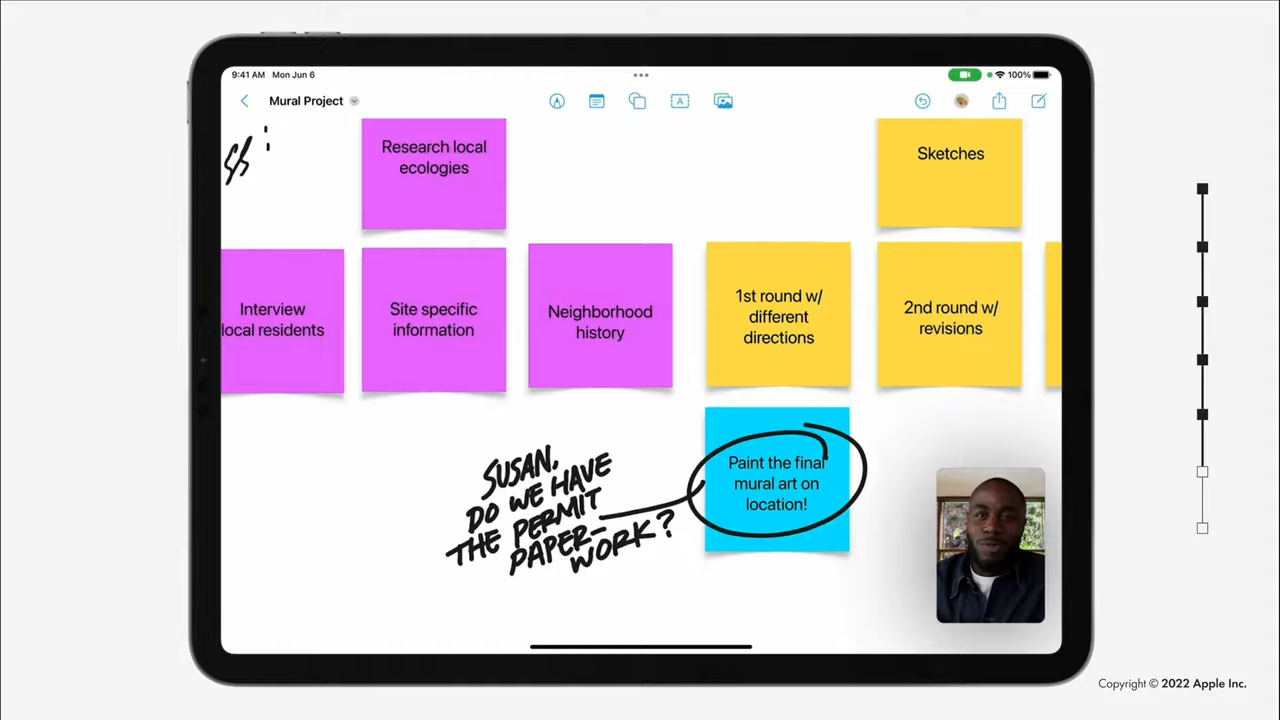 9:41 AM Mon Jun 6
100%
Mural Project
A
Research local
ecologies
Sketches
Interview
local residents
Site specific
information
Neighborhood
history
1st round w/
different
directions
2nd round w/
revisions
SUSAN,
DO WE HAVE
THE PERMIT
PAPER-
WORK?
Paint the final
mural art on
location!
Copyright © 2022 Apple Inc.